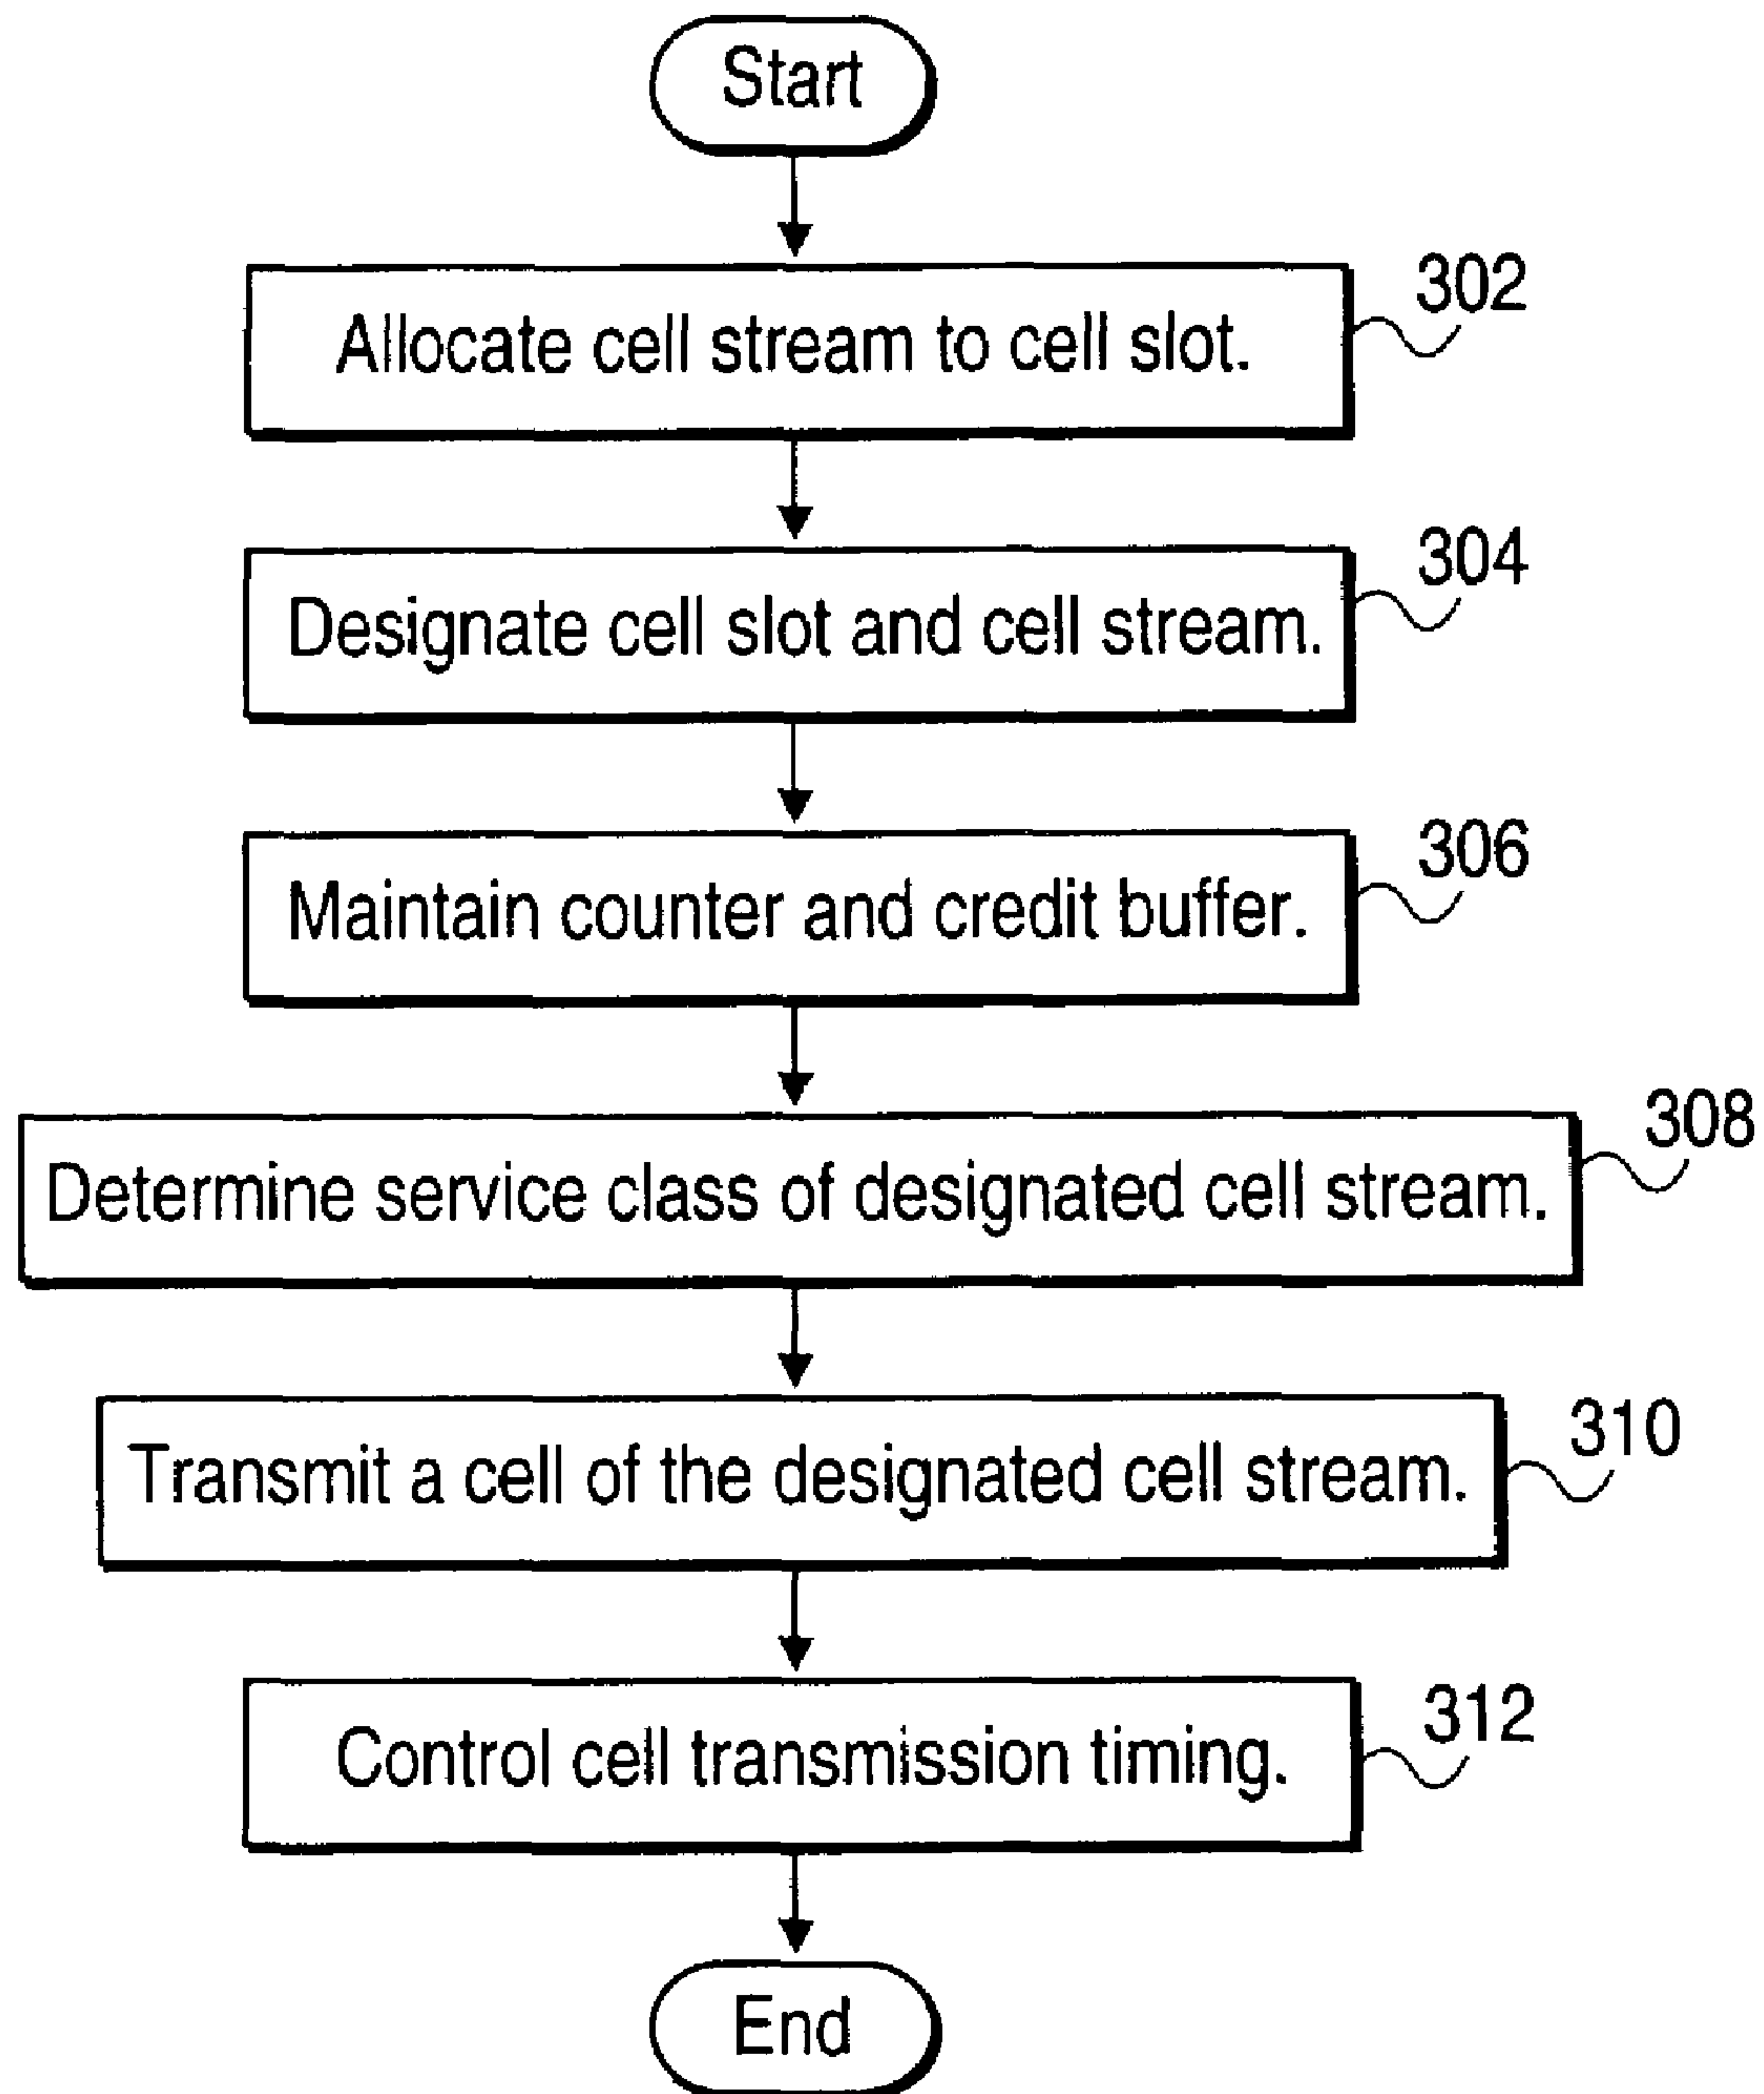 Start
302
Allocate cell stream to cell slot.
304
Designate cell slot and cell stream.
306
Maintain counter and credit buffer.
308
Determine service class of designated cell stream.
310
Transmit a cell of the designated cell stream.
312
Control cell transmission timing.
End